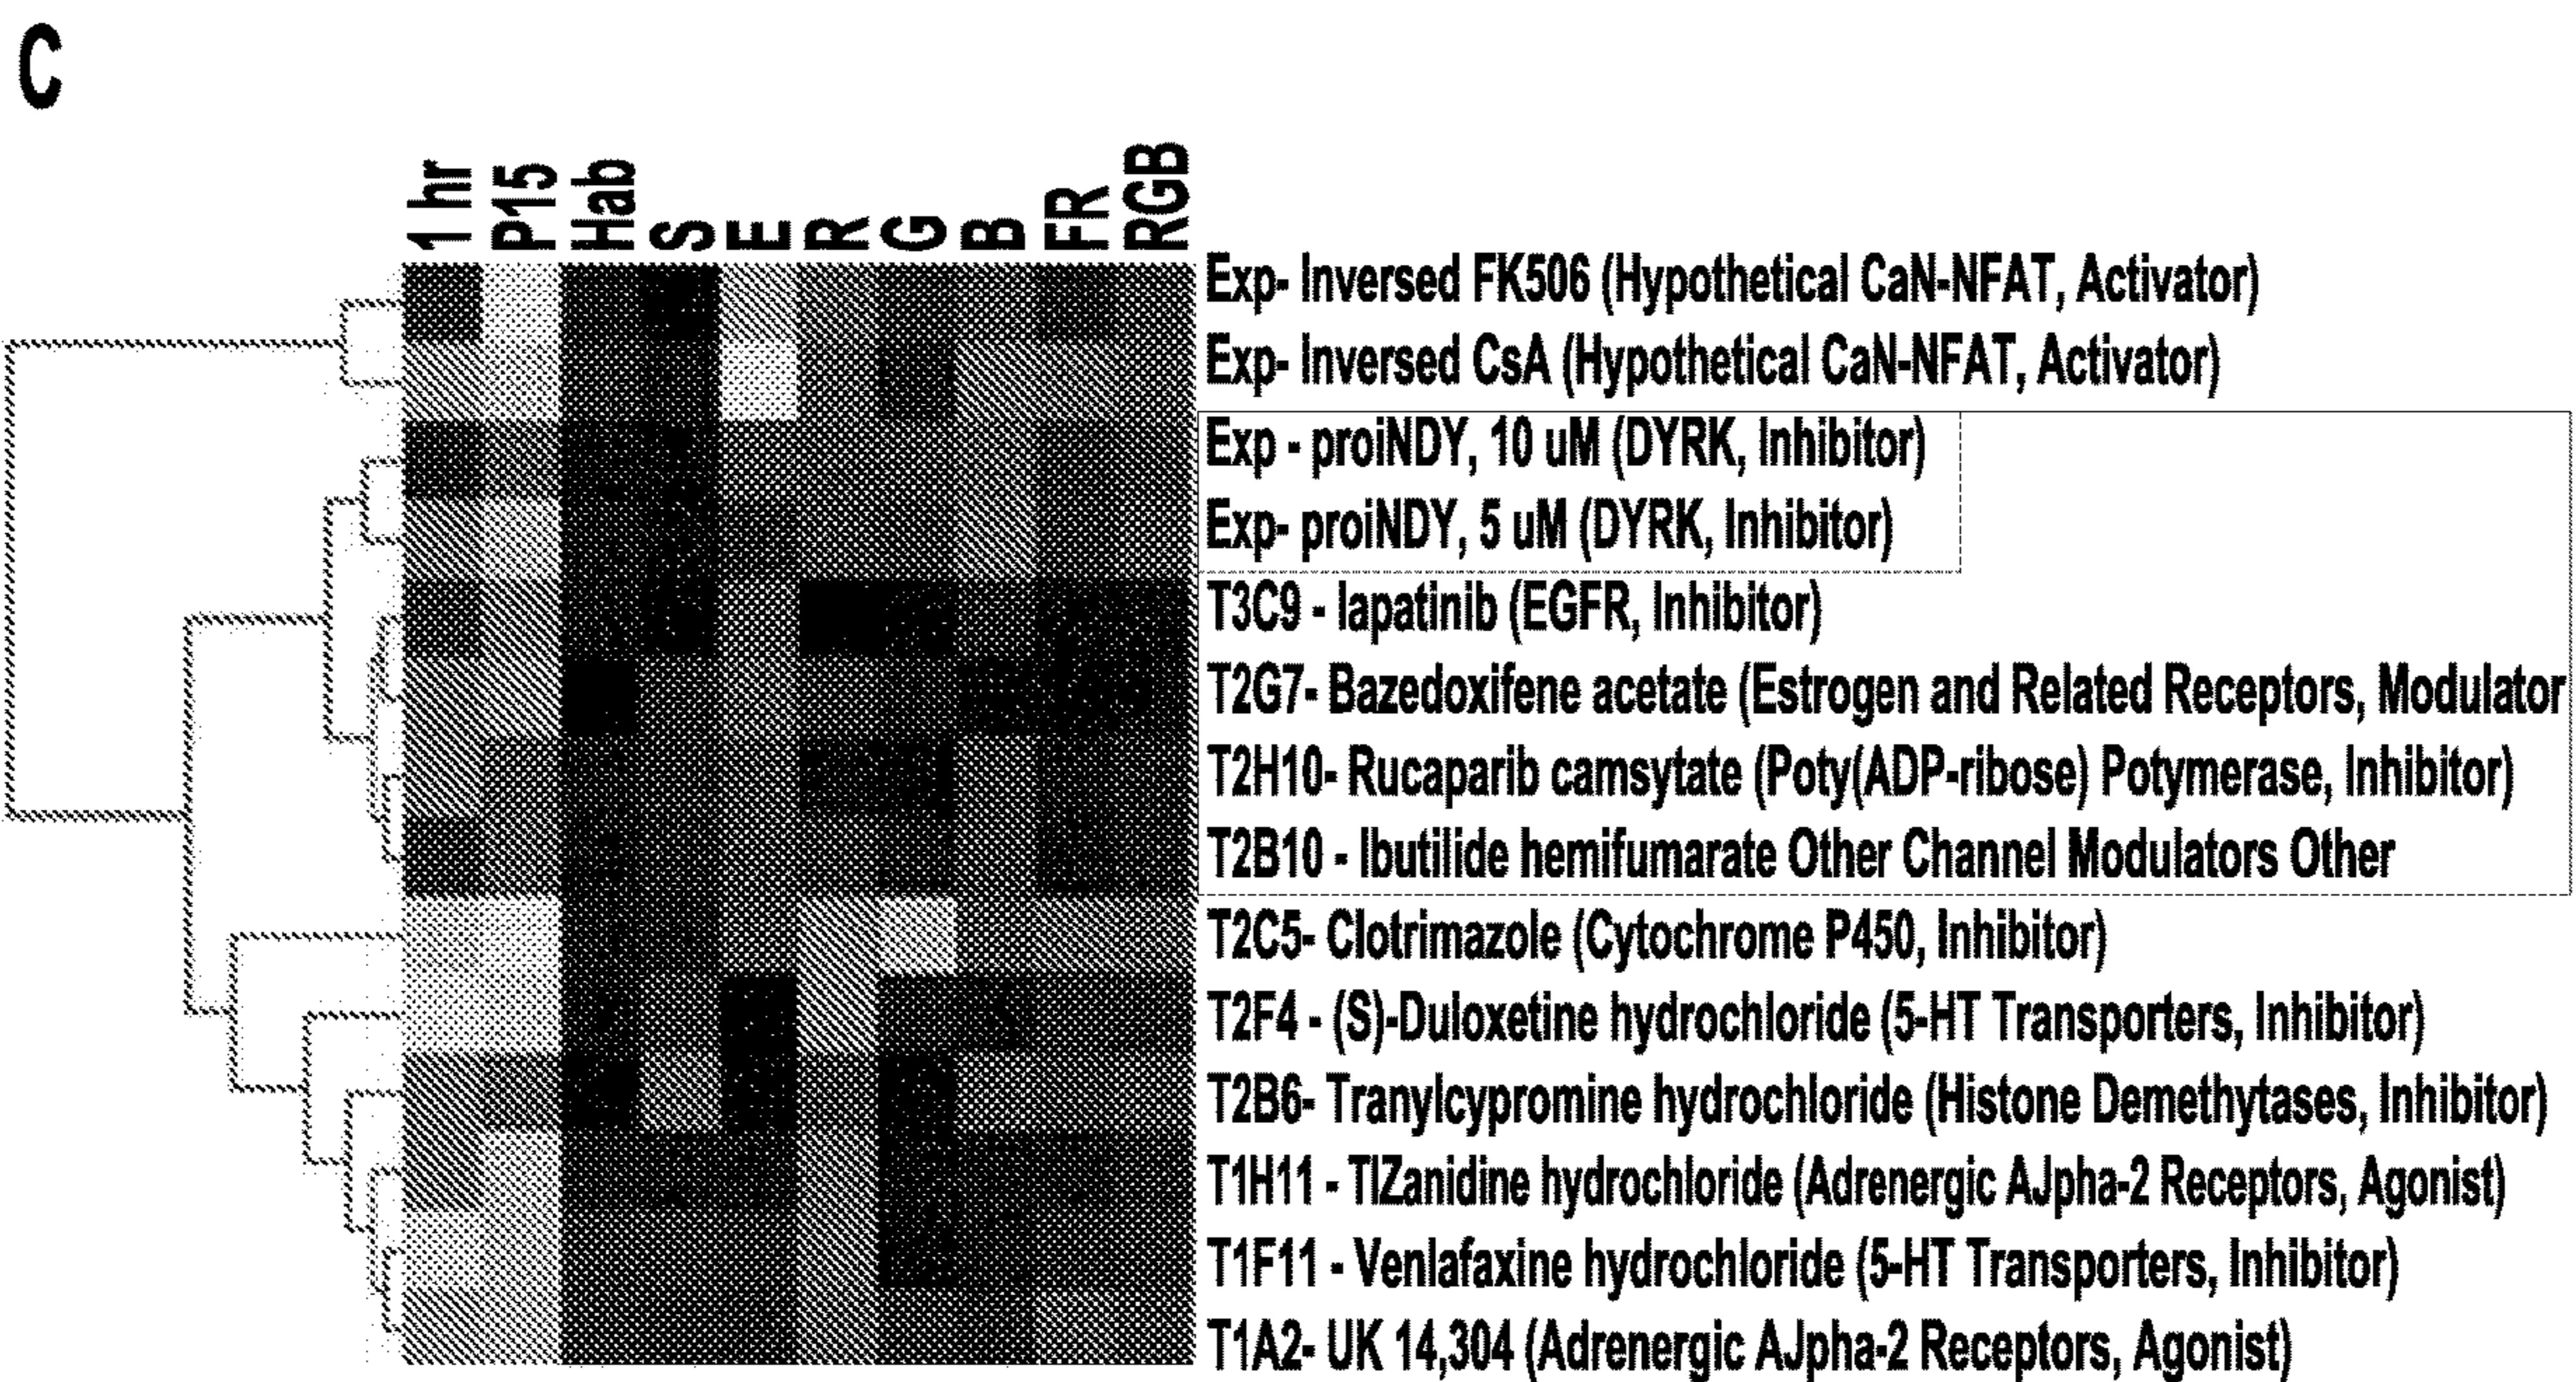 C
1 hr
P15
Hab
S
E
R
G
B
FR
RGB
Exp- Inversed FK506 (Hypothetical CaN-NFAT, Activator)
Exp- Inversed CsA (Hypothetical CaN-NFAT, Activator)
Exp - proiNDY, 10 uM (DYRK, Inhibitor)
Exp- proiNDY, 5 uM (DYRK, Inhibitor)
T3C9 - lapatinib (EGFR, Inhibitor)
T2G7- Bazedoxifene acetate (Estrogen and Related Receptors, Modulator
T2H10- Rucaparib camsytate (Poty(ADP-ribose) Potymerase, Inhibitor)
T2B10 - Ibutilide hemifumarate Other Channel Modulators Other
T2C5- Clotrimazole (Cytochrome P450, Inhibitor)
T2F4 - (S)-Duloxetine hydrochloride (5-HT Transporters, Inhibitor)
T2B6- Tranylcypromine hydrochloride (Histone Demethytases, Inhibitor)
T1H11 - TIZanidine hydrochloride (Adrenergic AJpha-2 Receptors, Agonist)
T1F11 - Venlafaxine hydrochloride (5-HT Transporters, Inhibitor)
T1A2- UK 14,304 (Adrenergic AJpha-2 Receptors, Agonist)